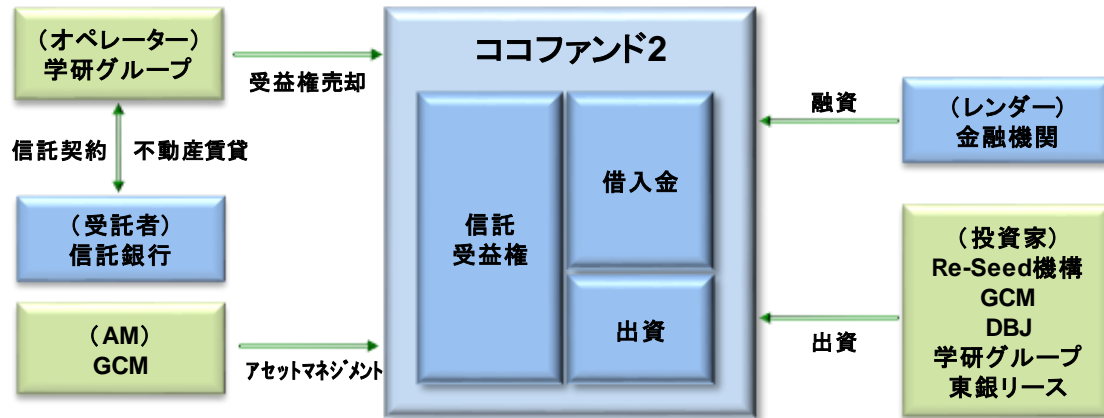 （オペレーター）
学研グループ
受益権売却
信託契約
不動産賃貸
（受託者）
信託銀行
（AM）
GCM
アセットマネジメント
ココファンド2
信託
受益権
借入金
出資
融資
（レンダー）
金融機関
（投資家）
Re-Seed機構
GCM
DBJ
学研グループ
東銀リース
出資